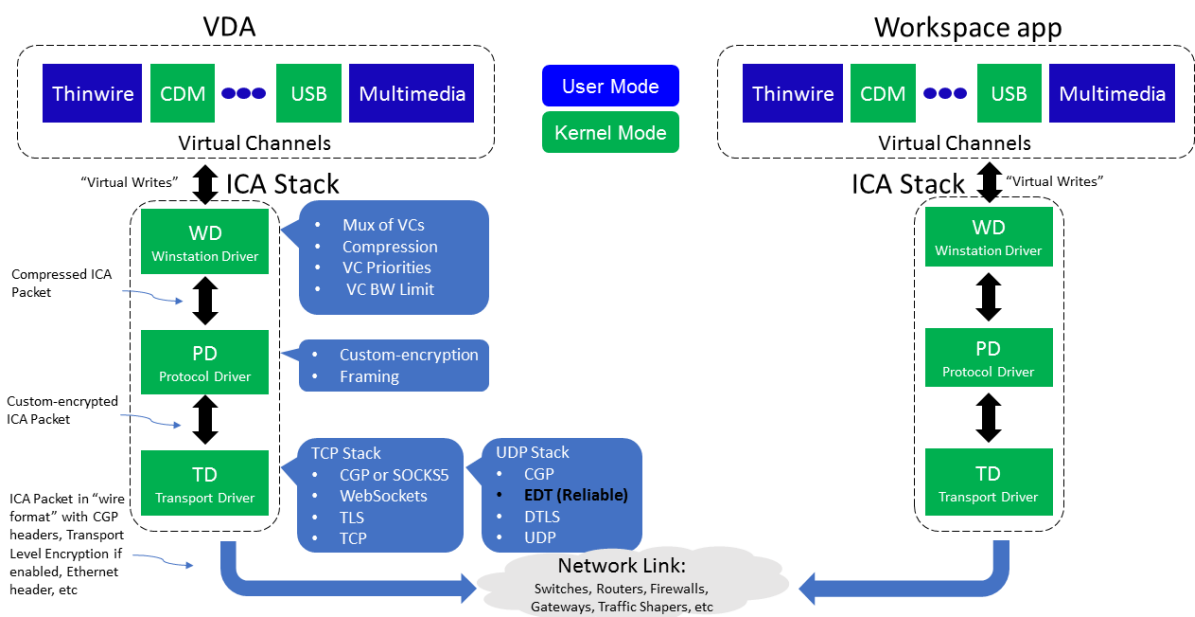 VDA
Thinwire
CDM
USB
Multimedia
Virtual Channels
User Mode
Kernel Mode
Workspace app
Thinwire
CDM
USB
Multimedia
Virtual Channels
“Virtual Writes”
ICA Stack
WD
Winstation Driver
• Mux of VCs
• Compression
• VC Priorities
• VC BW Limit
Compressed ICA
Packet
PD
Protocol Driver
• Custom-encryption
• Framing
Custom-encrypted
ICA Packet
TD
Transport Driver
TCP Stack
• CGP or SOCKS5
• WebSockets
• TLS
• TCP
UDP Stack
• CGP
• EDT (Reliable)
• DTLS
• UDP
ICA Packet in “wire
format” with CGP
headers, Transport
Level Encryption if
enabled, Ethernet
header, etc
Network Link:
Switches, Routers, Firewalls,
Gateways, Traffic Shapers, etc
ICA Stack
“Virtual Writes”
WD
Winstation Driver
PD
Protocol Driver
TD
Transport Driver